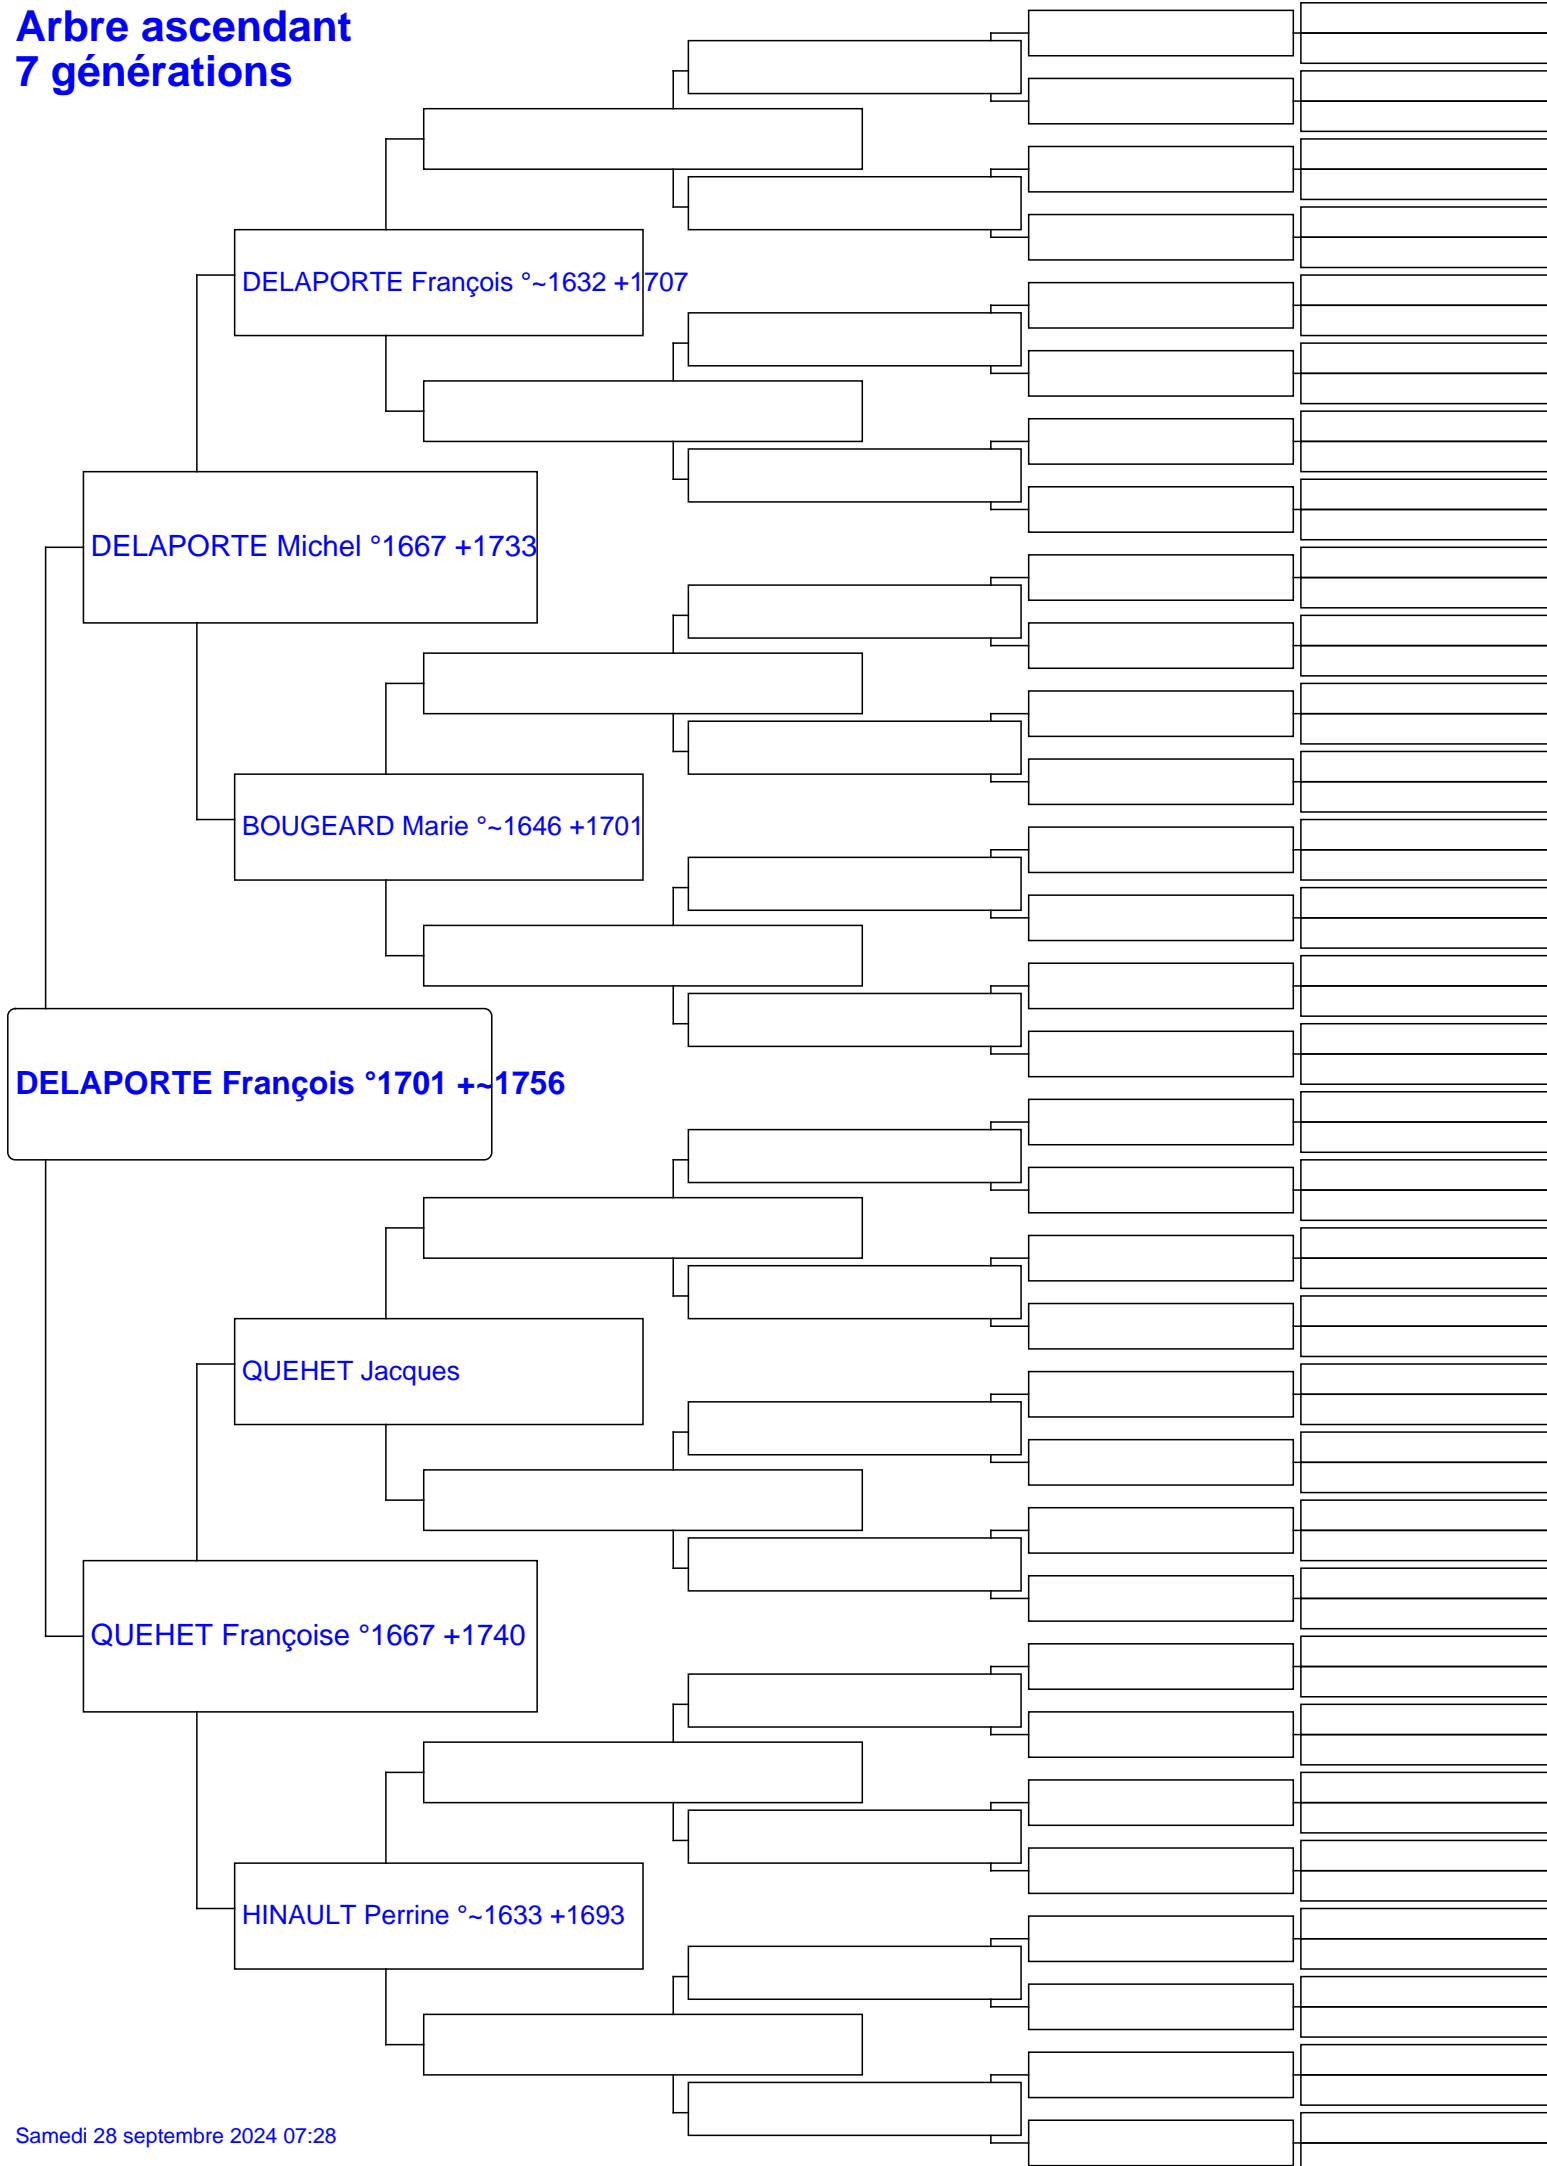 Arbre ascendant
7 générations
DELAPORTE François °~1632 +1707
DELAPORTE Michel °1667 +1733
BOUGEARD Marie °~1646 +1701
DELAPORTE François °1701 +~1756
QUEHET Jacques
QUEHET Françoise °1667 +1740
HINAULT Perrine °~1633 +1693
Samedi 28 septembre 2024 07:28